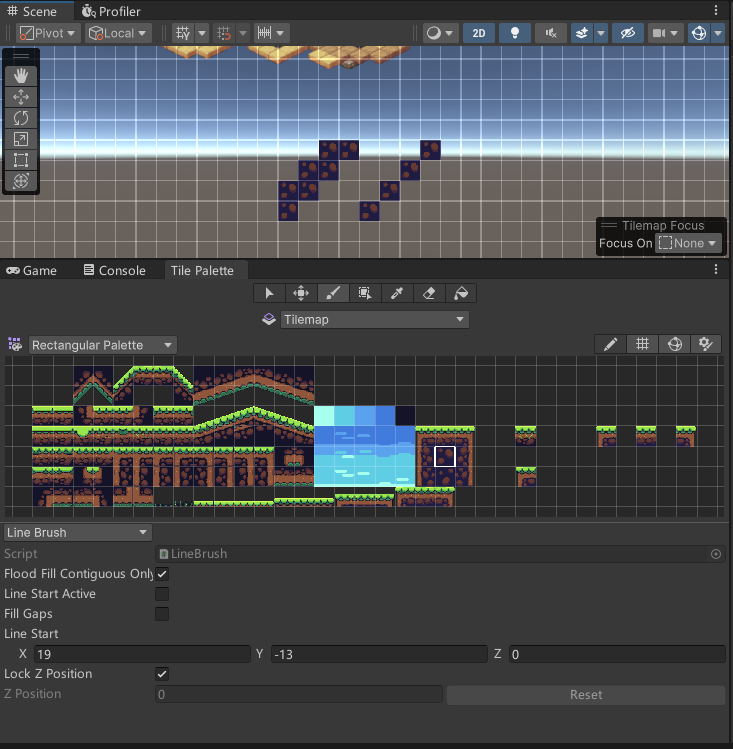 Scene
Profiler
Pivot
Local
2D
Tilemap Focus
Focus On
None
Game
Console
Tile Palette
Tilemap
Rectangular Palette
Line Brush
Script
LineBrush
Flood Fill Contiguous Only
Line Start Active
Fill Gaps
Line Start
X 19 Y -13 Z 0
Lock Z Position
Z Position 0 Reset